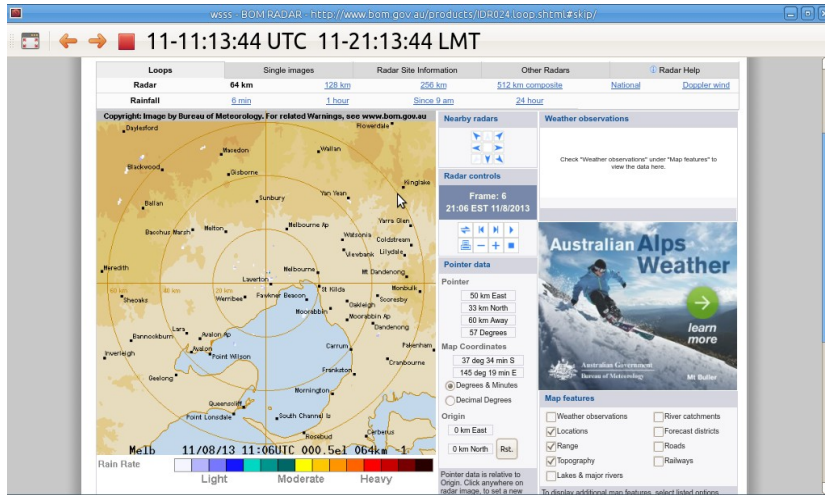 wsss - BOM RADAR - http://www.bom.gov.au/products/IDR024.loop.shtml#skip/
11-11:13:44 UTC 11-21:13:44 LMT
Loops Single images Radar Site Information Other Radars Radar Help
Radar 64 km 128 km 256 km 512 km composite National Doppler wind
Rainfall 6 min 1 hour Since 9 am 24 hour
Copyright: Image by Bureau of Meteorology. For related Warnings, see www.bom.gov.au
Daylesford
Flowerdale
Macedon
Wallan
Blackwood
Gisborne
Kinglake
Yan Yean
Sunbury
Ballan
Yarra Glen
Bacchus Marsh
Melton
Melbourne Ap
Watsonia
Coldstream
Viewbank
Lilydale
Meredith
Melbourne
Mt Dandenong
Laverton
60 km
40 km
20 km
St Kilda
Monbulk
Sheoaks
Werribee
Fawkner Beacon
Scoresby
Oakleigh
Moorabbin
Moorabbin Ap
Dandenong
Lara
Avalon Ap
Bannockburn
Carrum
Pakenham
Avalon
Inverleigh
Point Wilson
Cranbourne
Frankston
Geelong
Mornington
Queenscliff
Point Lonsdale
South Channel Is
Cerberus
Rosebud
Melb 11/08/13 11:06UTC 000.5el 064km -1
Rain Rate
Light Moderate Heavy
Nearby radars
Radar controls
Frame: 6
21:06 EST 11/8/2013
Pointer data
Pointer
50 km East
33 km North
60 km Away
57 Degrees
Map Coordinates
37 deg 34 min S
145 deg 19 min E
Degrees & Minutes
Decimal Degrees
Origin
0 km East
0 km North Rst.
Pointer data is relative to
Origin. Click anywhere on
radar image, to set a new
Weather observations
Check "Weather observations" under "Map features" to
view the data here.
Australian Alps
Weather
learn
more
Australian Government
Bureau of Meteorology
Mt Buller
Map features
Weather observations River catchments
Locations Forecast districts
Range Roads
Topography Railways
Lakes & major rivers
To display additional map features, select listed options